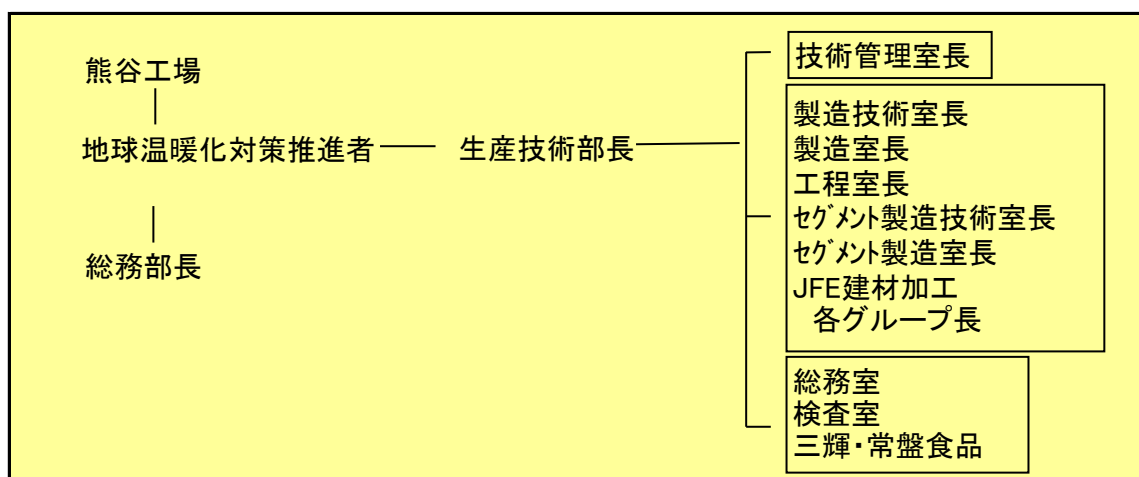 熊谷工場
地球温暖化対策推進者
総務部長
生産技術部長
技術管理室長
製造技術室長
製造室長
工程室長
ｾｸﾞﾒﾝﾄ製造技術室長
ｾｸﾞﾒﾝﾄ製造室長
JFE建材加工
各グループ長
総務室
検査室
三輝・常盤食品